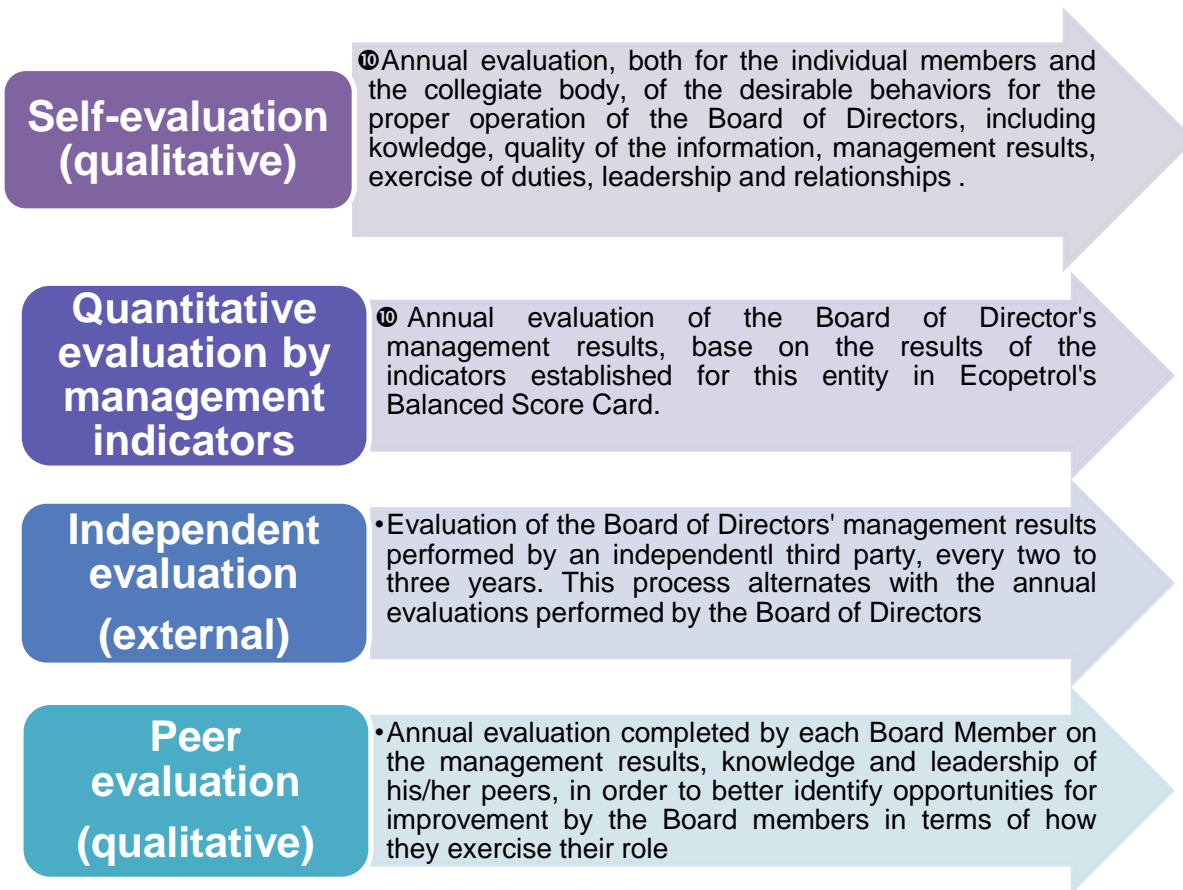 Self-evaluation
(qualitative)
❿Annual evaluation, both for the individual members and
the collegiate body, of the desirable behaviors for the
proper operation of the Board of Directors, including
kowledge, quality of the information, management results,
exercise of duties, leadership and relationships .
Quantitative
evaluation by
management
indicators
❿ Annual evaluation of the Board of Director's
management results, base on the results of the
indicators established for this entity in Ecopetrol's
Balanced Score Card.
Independent
evaluation
(external)
•Evaluation of the Board of Directors' management results
performed by an independentl third party, every two to
three years. This process alternates with the annual
evaluations performed by the Board of Directors
Peer
evaluation
(qualitative)
•Annual evaluation completed by each Board Member on
the management results, knowledge and leadership of
his/her peers, in order to better identify opportunities for
improvement by the Board members in terms of how
they exercise their role